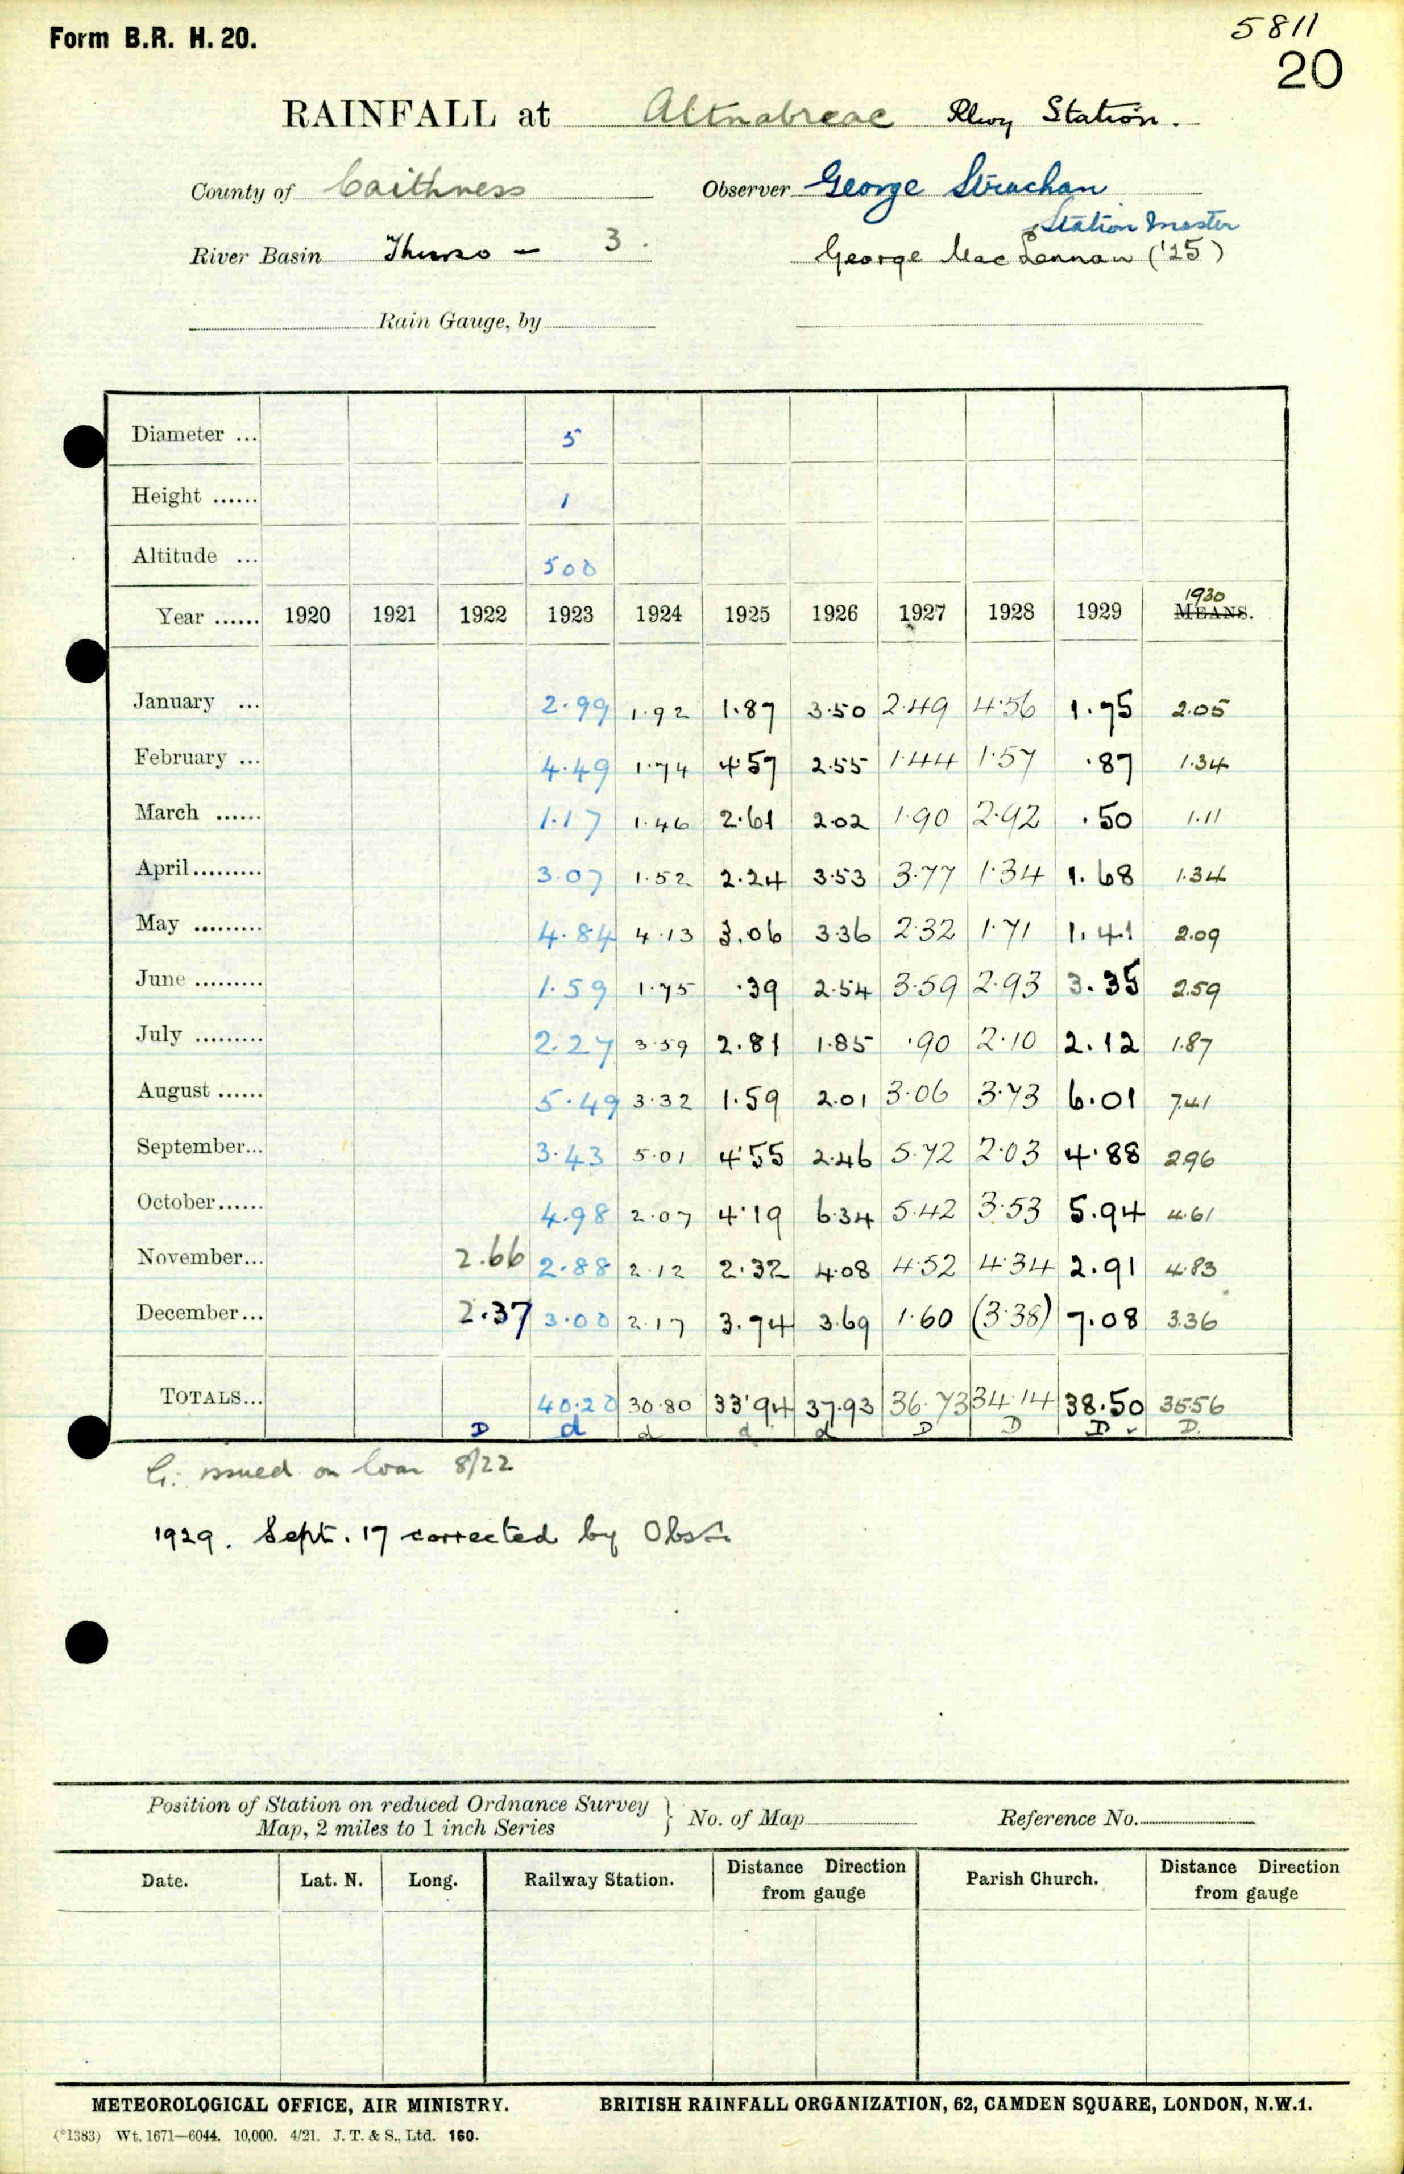 Form B.R. H. 20.
5811
20
RAINFALL at Altnabreac Rlwy Station.
County of Caithness Observer George Strachan
Station Master
River Basin Thurso - 3. George MacLennan ('25)
Rain Gauge, by
Diameter ... 5
Height ...... 1
Altitude ... 500
1930
Year ...... 1920 1921 1922 1923 1924 1925 1926 1927 1928 1929 MEANS.
January ... 2.99 1.92 1.87 3.50 2.49 4.56 1.75 2.05
February ... 4.49 1.74 4.57 2.55 1.44 1.57 .87 1.34
March ...... 1.17 1.46 2.61 2.02 1.90 2.92 .50 1.11
April......... 3.07 1.52 2.24 3.53 3.77 1.34 1.68 1.34
May ......... 4.84 4.13 3.06 3.36 2.32 1.71 1.41 2.09
June ......... 1.59 1.75 .39 2.54 3.59 2.93 3.35 2.59
July ......... 2.27 3.59 2.81 1.85 .90 2.10 2.12 1.87
August ...... 5.49 3.32 1.59 2.01 3.06 3.73 6.01 7.41
September... 3.43 5.01 4.55 2.46 5.72 2.03 4.88 2.96
October...... 4.98 2.07 4.19 6.34 5.42 3.53 5.94 4.61
November... 2.66 2.88 2.12 2.32 4.08 4.52 4.34 2.91 4.83
December... 2.37 3.00 2.17 3.74 3.69 1.60 (3.38) 7.08 3.36
TOTALS... 40.20 30.80 33.94 37.93 36.73 34.14 38.50 35.56
D d d d d D D D D.
G. issued on loan 8/22
1929. Sept. 17 corrected by Obsr.
Position of Station on reduced Ordnance Survey
Map, 2 miles to 1 inch Series } No. of Map Reference No.
Date. Lat. N. Long. Railway Station. Distance Direction from gauge Parish Church. Distance Direction from gauge
METEOROLOGICAL OFFICE, AIR MINISTRY. BRITISH RAINFALL ORGANIZATION, 62, CAMDEN SQUARE, LONDON, N.W.1.
(*1383) Wt. 1671—6044. 10,000. 4/21. J. T. & S., Ltd. 160.